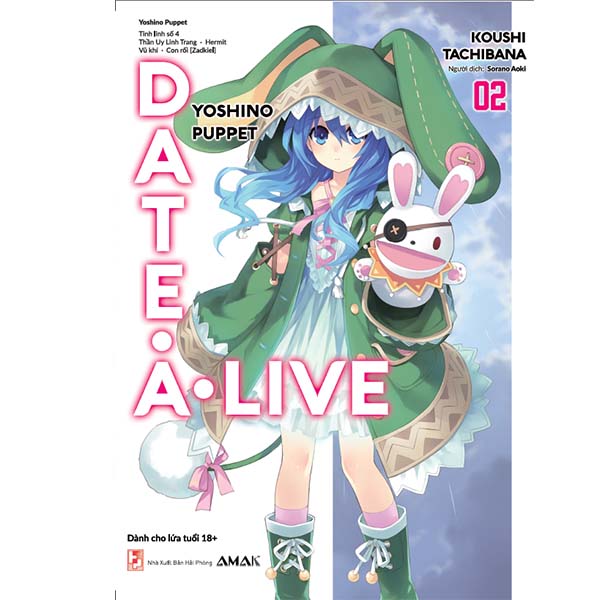 Yoshino Puppet
Tinh linh số 4
Thần Uy Linh Trang • Hermit
Vũ khí • Con rối [Zadkiel]
KOUSHI
TACHIBANA
Người dịch: Sorano Aoki
02
YOSHINO
PUPPET
DATE•A•LIVE
Dành cho lứa tuổi 18+
Nhà Xuất Bản Hải Phòng
AMAK